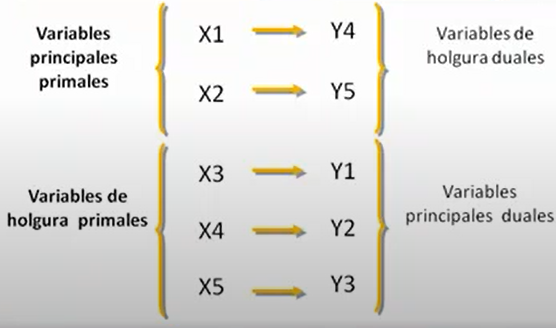 Variables
principales
primales
X1
Y4
X2
Y5
Variables de
holgura duales
Variables de
holgura primales
X3
Y1
X4
Y2
X5
Y3
Variables
principales duales